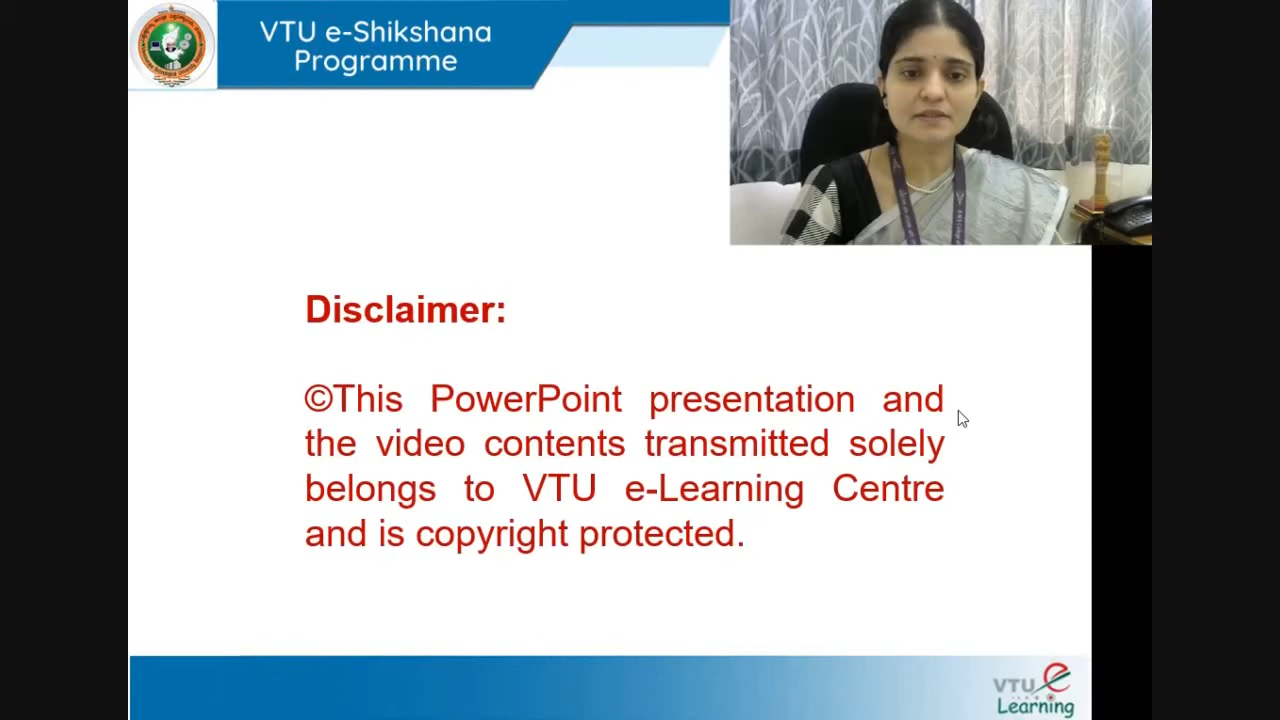 VTU e-Shikshana
Programme
Disclaimer:
©This PowerPoint presentation and
the video contents transmitted solely
belongs to VTU e-Learning Centre
and is copyright protected.
VTU e
Learning